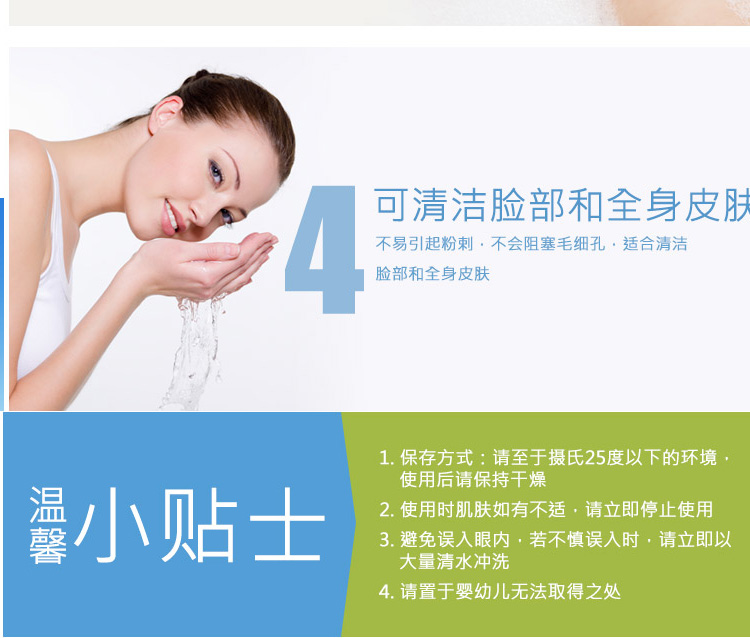 4
可清洁脸部和全身皮肤
不易引起粉刺，不会阻塞毛细孔，适合清洁
脸部和全身皮肤
温馨小贴士
1. 保存方式：请至于摄氏25度以下的环境，
使用后请保持干燥
2. 使用时肌肤如有不适，请立即停止使用
3. 避免误入眼内，若不慎误入时，请立即以
大量清水冲洗
4. 请置于婴幼儿无法取得之处